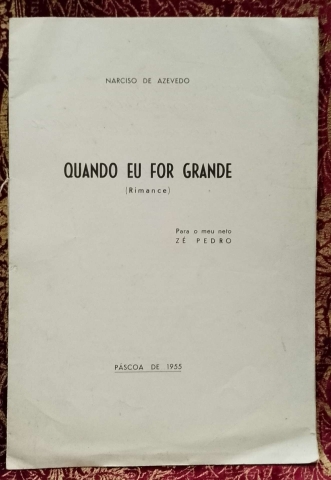 NARCISO DE AZEVEDO
QUANDO EU FOR GRANDE
(Rimance)
Para o meu neto
ZÉ PEDRO
PÁSCOA DE 1955